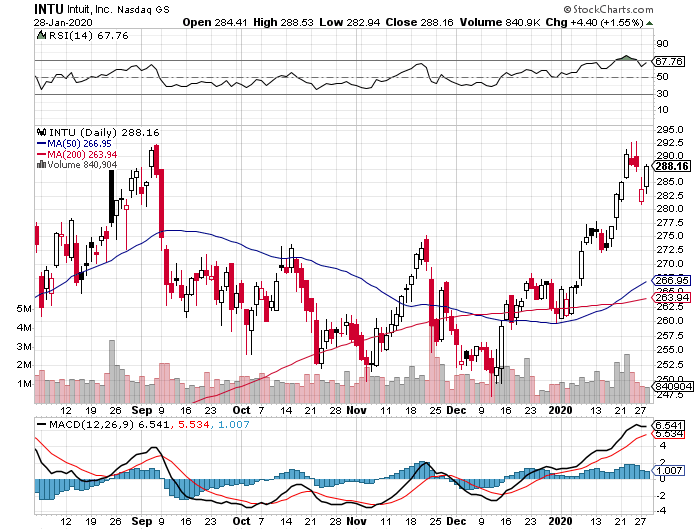 INTU Intuit, Inc. Nasdaq GS © StockCharts.com
28-Jan-2020 Open 284.41 High 288.53 Low 282.94 Close 288.16 Volume 840.9K Chg +4.40 (+1.55%)
RSI(14) 67.76
90
67.76
50
30
10
INTU (Daily) 288.16
MA(50) 266.95
MA(200) 263.94
Volume 840,904
295.0
292.5
290.0
288.16
285.0
282.5
280.0
277.5
275.0
272.5
270.0
266.95
265.0
263.94
262.5
260.0
257.5
255.0
252.5
250.0
840904
247.5
5M
4M
3M
2M
1M
12 19 26 Sep 9 16 23 Oct 7 14 21 28 Nov 11 18 25 Dec 9 16 23 2020 13 21 27
MACD(12,26,9) 6.541, 5.534, 1.007
6.541
5.534
4
2
1.007
0
-2
-4
12 19 26 Sep 9 16 23 Oct 7 14 21 28 Nov 11 18 25 Dec 9 16 23 2020 13 21 27